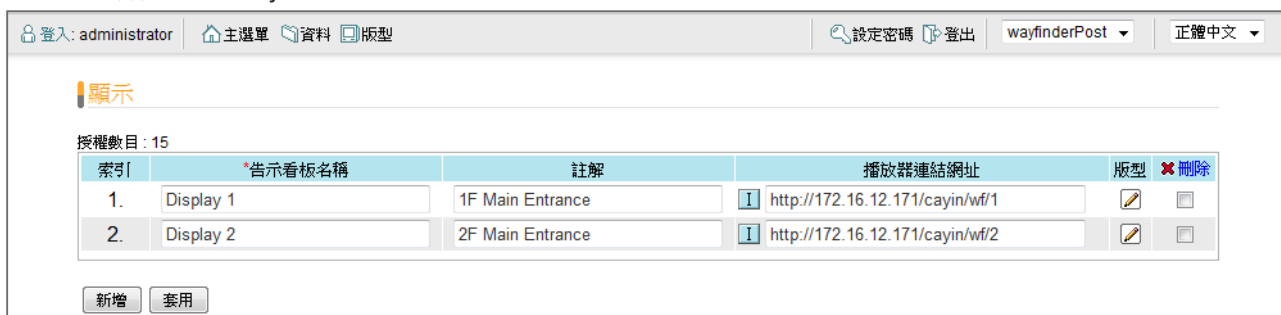 登入: administrator 主選單 資料 版型 設定密碼 登出 wayfinderPost 正體中文
顯示
授權數目 : 15
索引 *告示看板名稱 註解 播放器連結網址 版型 刪除
1. Display 1 1F Main Entrance I http://172.16.12.171/cayin/wf/1
2. Display 2 2F Main Entrance I http://172.16.12.171/cayin/wf/2
新增 套用